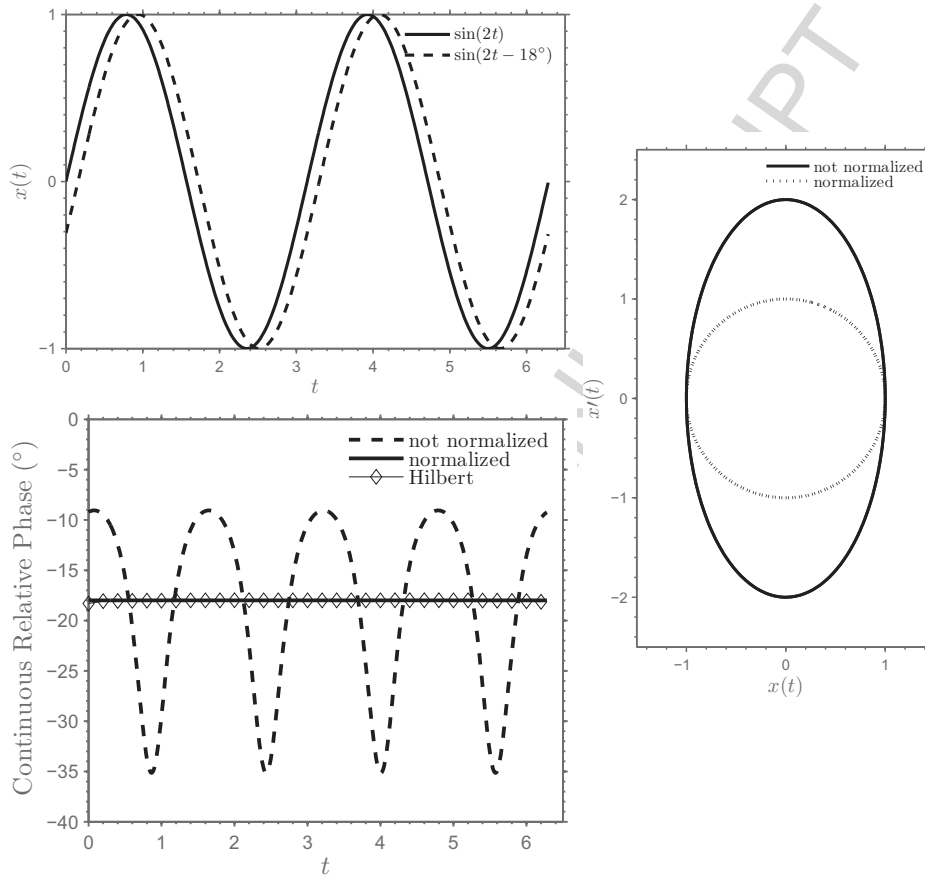 1
0
−1
0 1 2 3 4 5 6
x(t)
t
sin(2t)
sin(2t − 18°)
0
−5
−10
−15
−20
−25
−30
−35
−40
0 1 2 3 4 5 6
Continuous Relative Phase (°)
t
not normalized
normalized
Hilbert
IPT
2
1
0
−1
−2
−1 0 1
x′(t)
x(t)
not normalized
normalized